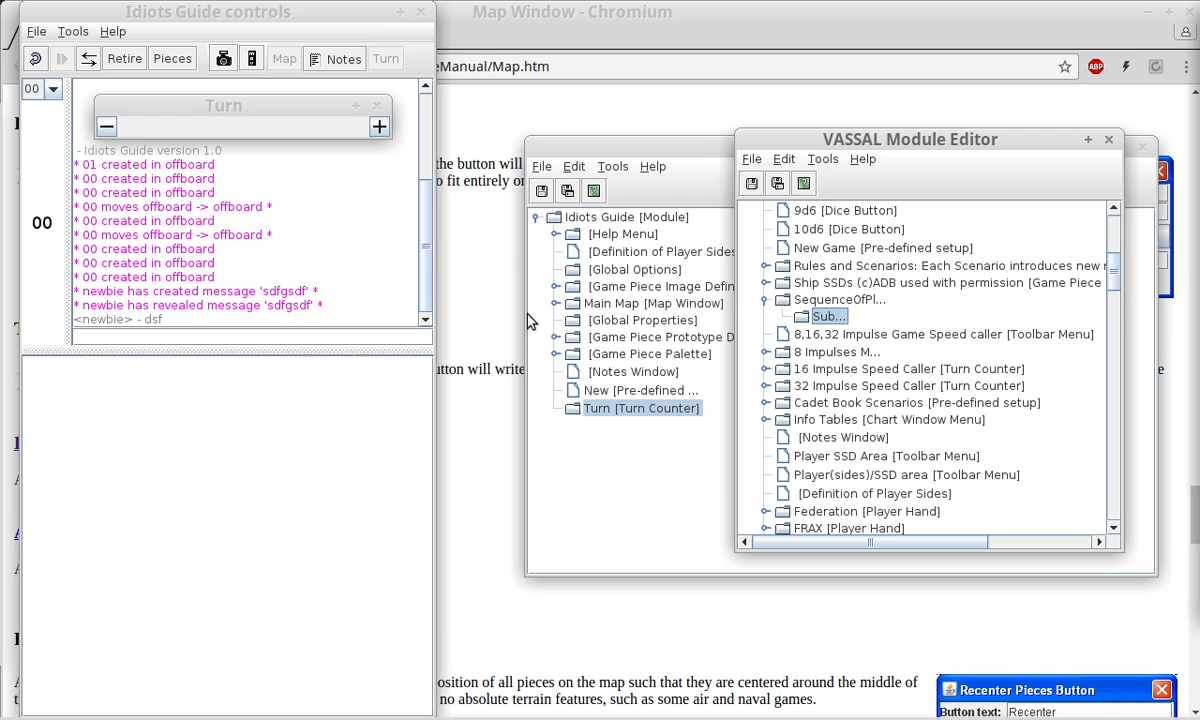 Idiots Guide controls
File Tools Help
Retire Pieces Map Notes Turn
00
Turn
- Idiots Guide version 1.0
* 01 created in offboard
* 00 created in offboard
* 00 created in offboard
* 00 moves offboard -> offboard *
* 00 created in offboard
* 00 moves offboard -> offboard *
* 00 created in offboard
* 00 created in offboard
* 00 created in offboard
* newbie has created message 'sdfgsdf' *
* newbie has revealed message 'sdfgsdf' *
<newbie> - dsf
00
Map Window - Chromium
eManual/Map.htm
ABP
the button will
o fit entirely or
utton will write
e
osition of all pieces on the map such that they are centered around the middle of
no absolute terrain features, such as some air and naval games.
Recenter Pieces Button
Button text: Recenter
File Edit Tools Help
Idiots Guide [Module]
[Help Menu]
[Definition of Player Sides
[Global Options]
[Game Piece Image Defin
Main Map [Map Window]
[Global Properties]
[Game Piece Prototype D
[Game Piece Palette]
[Notes Window]
New [Pre-defined ...
Turn [Turn Counter]
VASSAL Module Editor
File Edit Tools Help
9d6 [Dice Button]
10d6 [Dice Button]
New Game [Pre-defined setup]
Rules and Scenarios: Each Scenario introduces new r
Ship SSDs (c)ADB used with permission [Game Piece
SequenceOfPl...
Sub...
8,16,32 Impulse Game Speed caller [Toolbar Menu]
8 Impulses M...
16 Impulse Speed Caller [Turn Counter]
32 Impulse Speed Caller [Turn Counter]
Cadet Book Scenarios [Pre-defined setup]
Info Tables [Chart Window Menu]
[Notes Window]
Player SSD Area [Toolbar Menu]
Player(sides)/SSD area [Toolbar Menu]
[Definition of Player Sides]
Federation [Player Hand]
FRAX [Player Hand]